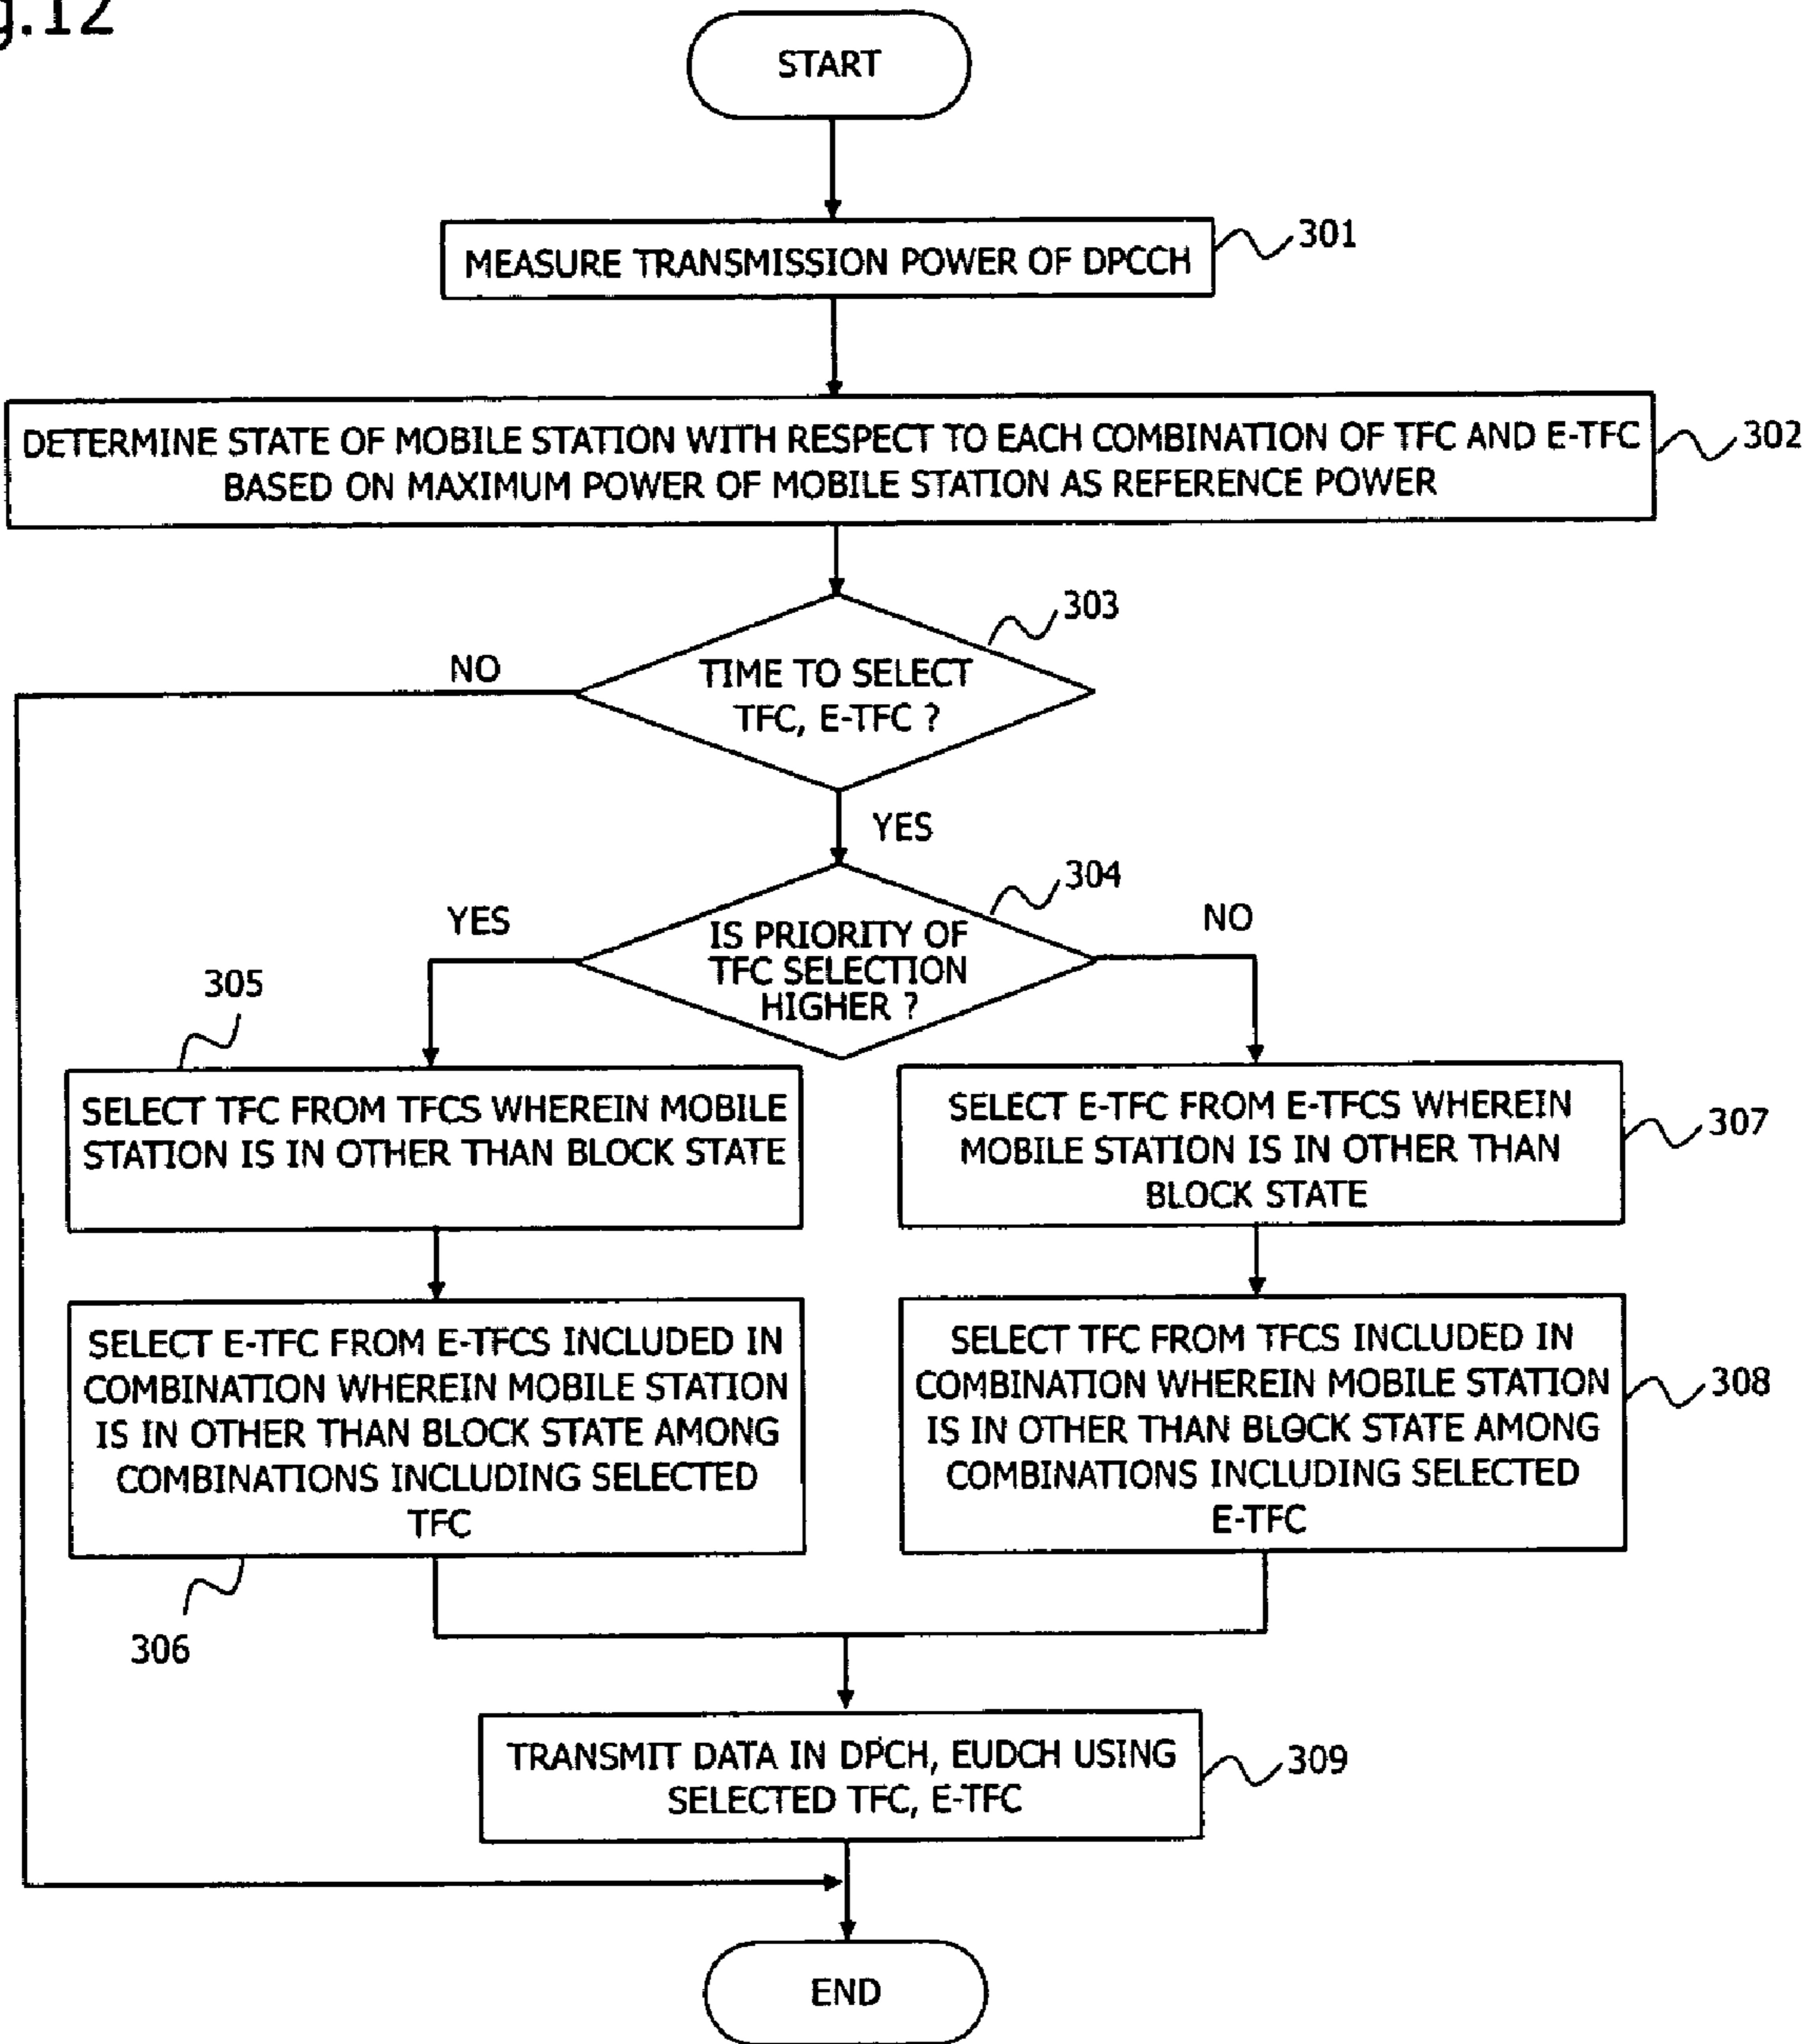 g.12
START
MEASURE TRANSMISSION POWER OF DPCCH
301
DETERMINE STATE OF MOBILE STATION WITH RESPECT TO EACH COMBINATION OF TFC AND E-TFC
BASED ON MAXIMUM POWER OF MOBILE STATION AS REFERENCE POWER
302
303
NO
TIME TO SELECT
TFC, E-TFC ?
YES
304
YES
NO
IS PRIORITY OF
TFC SELECTION
HIGHER ?
305
SELECT TFC FROM TFCS WHEREIN MOBILE
STATION IS IN OTHER THAN BLOCK STATE
SELECT E-TFC FROM E-TFCS WHEREIN
MOBILE STATION IS IN OTHER THAN
BLOCK STATE
307
SELECT E-TFC FROM E-TFCS INCLUDED IN
COMBINATION WHEREIN MOBILE STATION
IS IN OTHER THAN BLOCK STATE AMONG
COMBINATIONS INCLUDING SELECTED
TFC
306
SELECT TFC FROM TFCS INCLUDED IN
COMBINATION WHEREIN MOBILE STATION
IS IN OTHER THAN BLOCK STATE AMONG
COMBINATIONS INCLUDING SELECTED
E-TFC
308
TRANSMIT DATA IN DPCH, EUDCH USING
SELECTED TFC, E-TFC
309
END